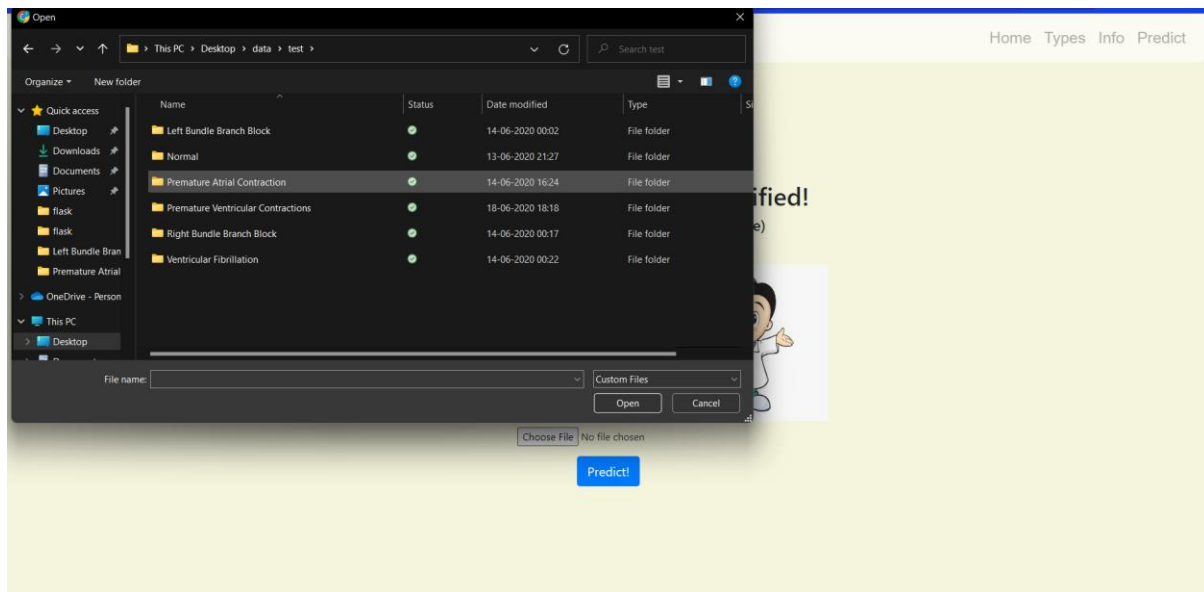 Open
This PC > Desktop > data > test >
Search test
Home Types Info Predict
Organize New folder
Name Status Date modified Type Si
Quick access
Desktop
Downloads
Documents
Pictures
flask
flask
Left Bundle Bran
Premature Atrial
OneDrive - Person
This PC
Desktop
Left Bundle Branch Block 14-06-2020 00:02 File folder
Normal 13-06-2020 21:27 File folder
Premature Atrial Contraction 14-06-2020 16:24 File folder
Premature Ventricular Contractions 18-06-2020 18:18 File folder
Right Bundle Branch Block 14-06-2020 00:17 File folder
Ventricular Fibrillation 14-06-2020 00:22 File folder
ified!
e)
File name: Custom Files
Open Cancel
Choose File No file chosen
Predict!